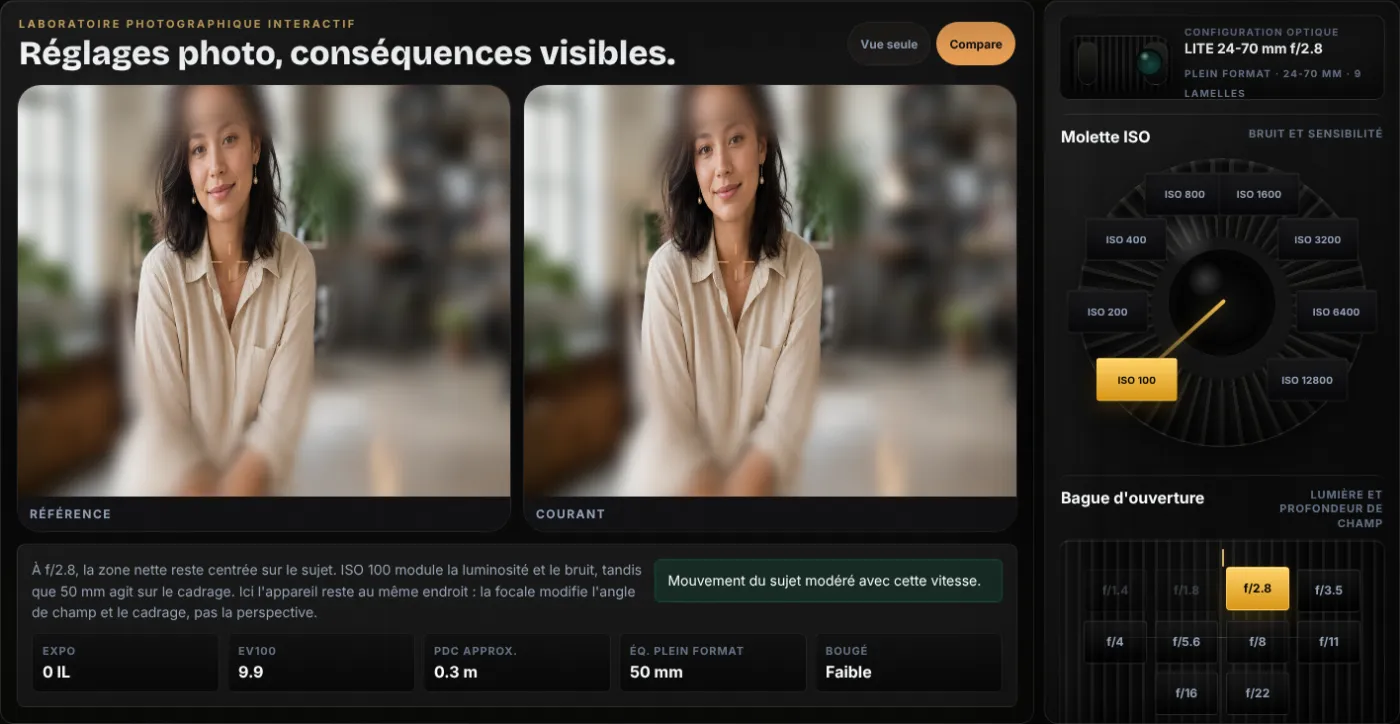 LABORATOIRE PHOTOGRAPHIQUE INTERACTIF
Réglages photo, conséquences visibles.
Vue seule
Compare
RÉFÉRENCE
COURANT
À f/2.8, la zone nette reste centrée sur le sujet. ISO 100 module la luminosité et le bruit, tandis
que 50 mm agit sur le cadrage. Ici l'appareil reste au même endroit : la focale modifie l'angle
de champ et le cadrage, pas la perspective.
Mouvement du sujet modéré avec cette vitesse.
EXPO
0 IL
EV100
9.9
PDC APPROX.
0.3 m
ÉQ. PLEIN FORMAT
50 mm
BOUGÉ
Faible
CONFIGURATION OPTIQUE
LITE 24-70 mm f/2.8
PLEIN FORMAT · 24-70 MM · 9
LAMELLES
Molette ISO
BRUIT ET SENSIBILITÉ
ISO 800
ISO 1600
ISO 400
ISO 3200
ISO 200
ISO 6400
ISO 100
ISO 12800
Bague d'ouverture
LUMIÈRE ET
PROFONDEUR DE
CHAMP
f/1.4
f/1.8
f/2.8
f/3.5
f/4
f/5.6
f/8
f/11
f/16
f/22